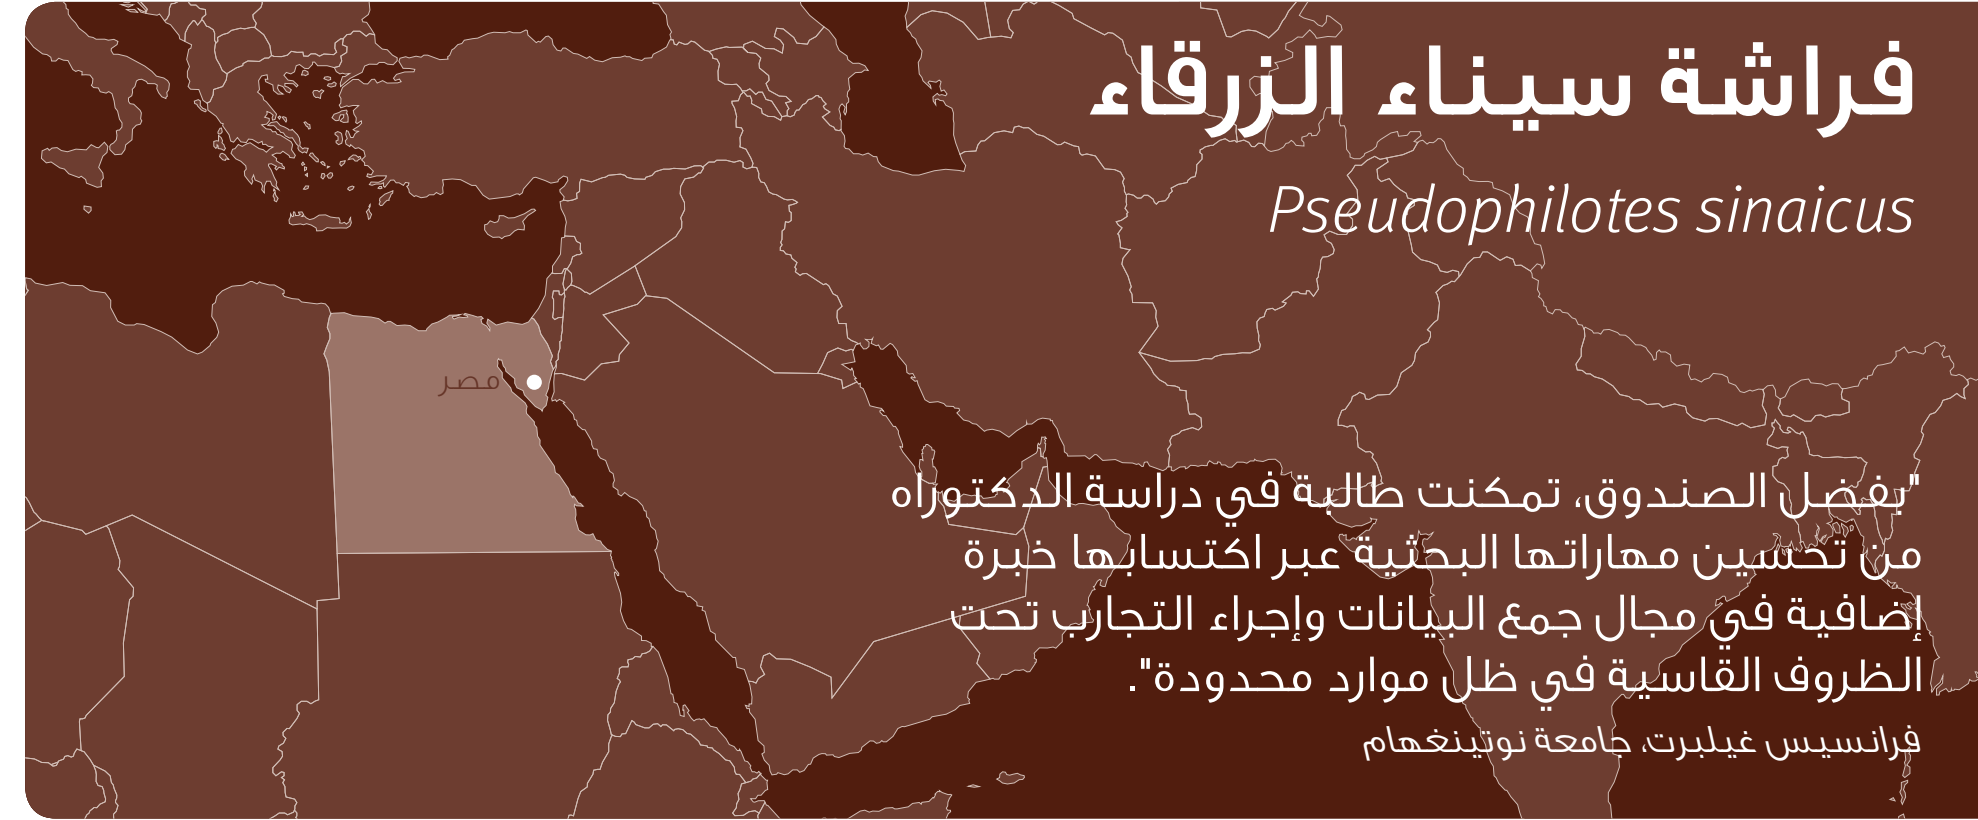 فراشة سيناء الزرقاء
Pseudophilotes sinaicus
مصر
"بفضل الصندوق، تمكنت طالبة في دراسة الدكتوراه
من تحسين مهاراتها البحثية عبر اكتسابها خبرة
إضافية في مجال جمع البيانات وإجراء التجارب تحت
الظروف القاسية في ظل موارد محدودة".
فرانسيس غيلبرت، جامعة نوتينغهام